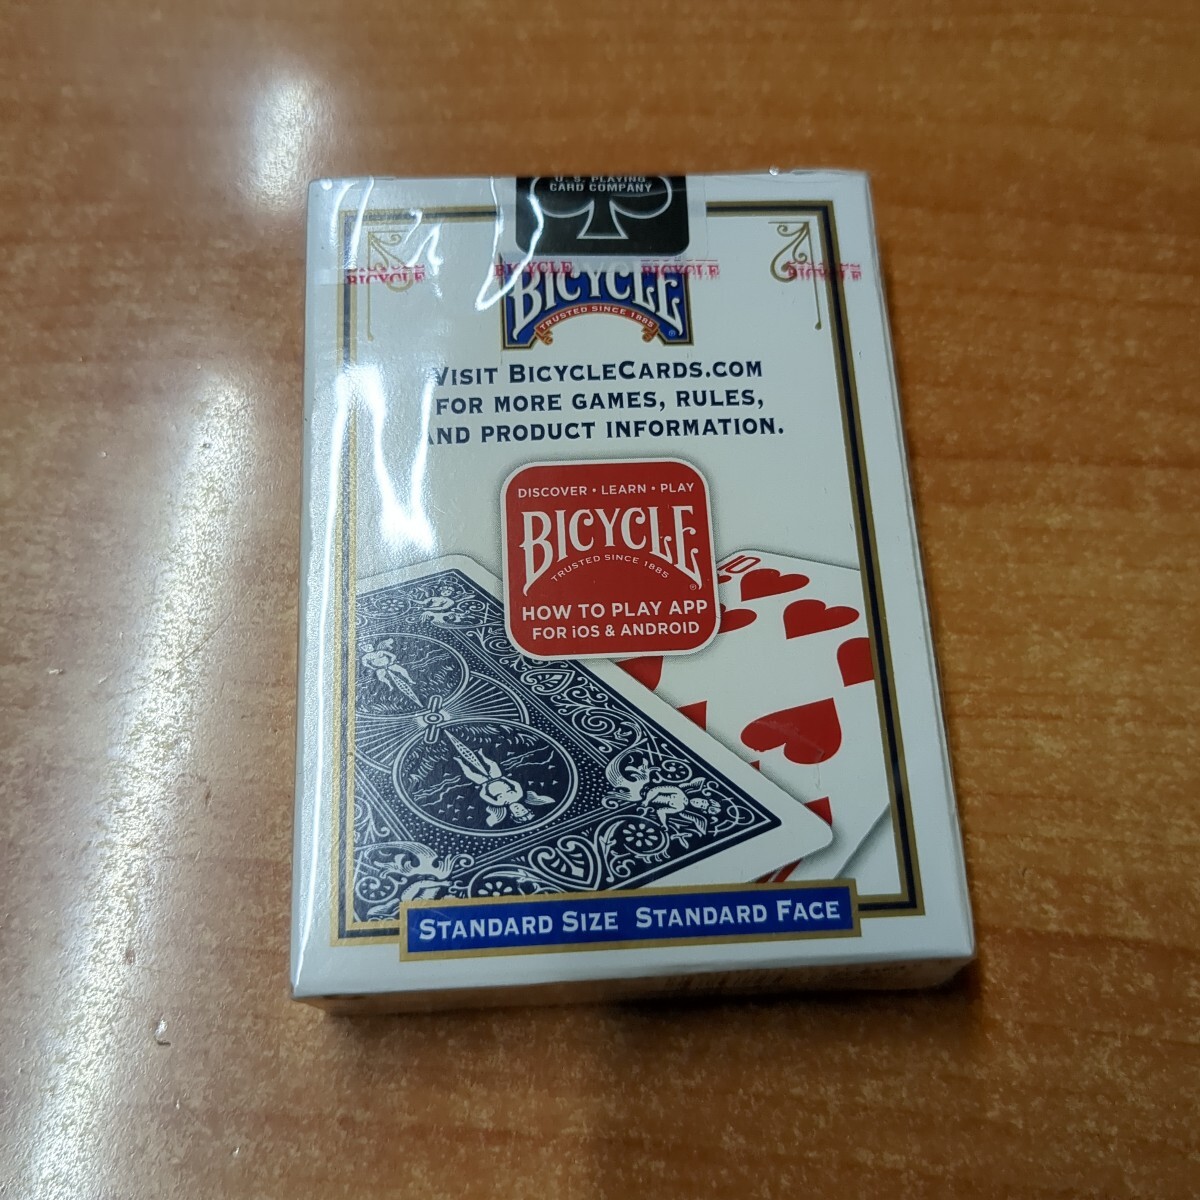 U. S. PLAYING
CARD COMPANY
BICYCLE BICYCLE BICYCLE BICYCLE
BICYCLE
TRUSTED SINCE 1885
®
VISIT BICYCLECARDS.COM
FOR MORE GAMES, RULES,
AND PRODUCT INFORMATION.
DISCOVER • LEARN • PLAY
BICYCLE
TRUSTED SINCE 1885
®
HOW TO PLAY APP
FOR iOS & ANDROID
10
STANDARD SIZE STANDARD FACE